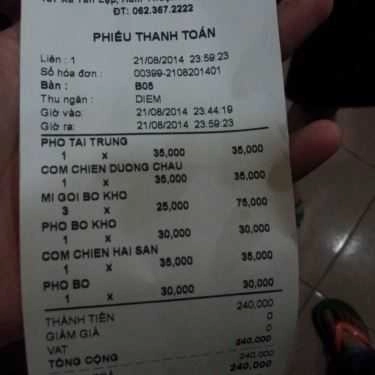 ĐT: 062.367.2222
PHIẾU THANH TOÁN
Liên : 1 21/08/2014 23:59:23
Số hóa đơn : 00399-2108201401
Bàn : B05
Thu ngân : DIEM
Giờ vào: 21/08/2014 23:44:19
Giờ ra: 21/08/2014 23:59:23
PHO TAI TRUNG
1 x 35,000 35,000
COM CHIEN DUONG CHAU
1 x 35,000 35,000
MI GOI BO KHO
3 x 25,000 75,000
PHO BO KHO
1 x 30,000 30,000
COM CHIEN HAI SAN
1 x 35,000 35,000
PHO BO
1 x 30,000 30,000
THÀNH TIỀN 240,000
GIẢM GIÁ 0
VAT 0
TỔNG CỘNG 240,000
240,000
240,000